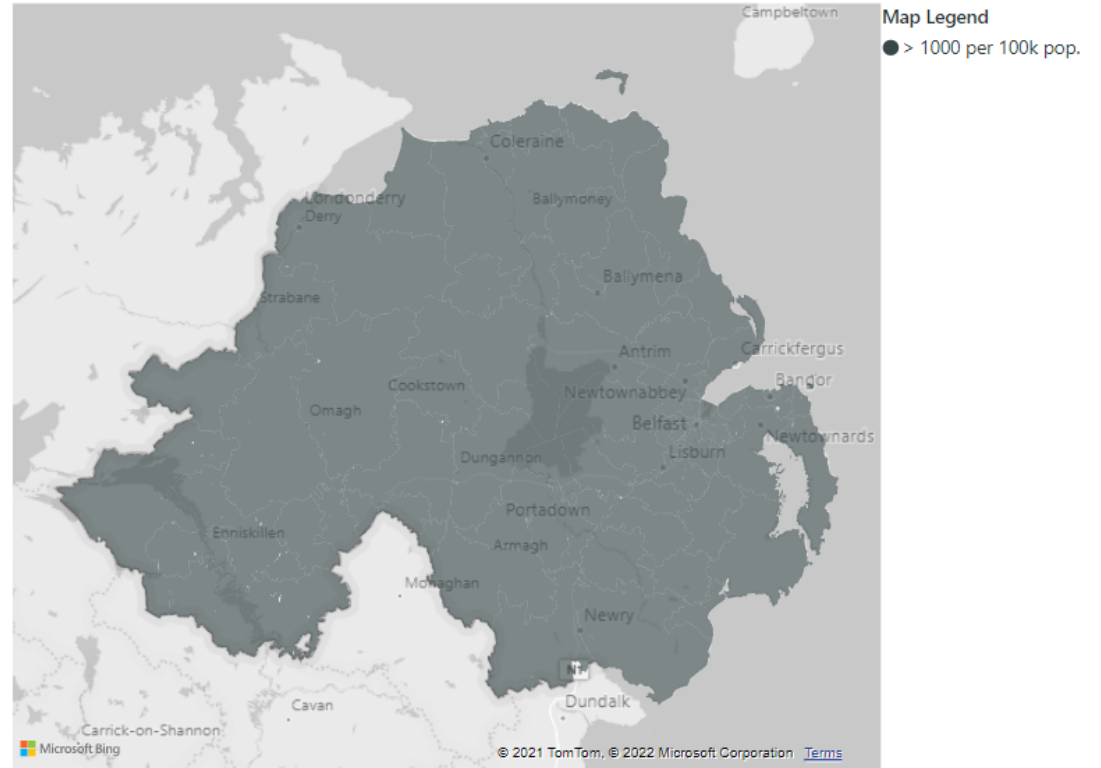 Campbeltown
Map Legend
> 1000 per 100k pop.
Coleraine
Londonderry
Derry
Ballymoney
Ballymena
Strabane
Carrickfergus
Antrim
Bangor
Cookstown
Newtownabbey
Omagh
Belfast
Newtownards
Dungannon
Lisburn
Portadown
Enniskillen
Armagh
Monaghan
Newry
N1
Dundalk
Cavan
Carrick-on-Shannon
Microsoft Bing
© 2021 TomTom, © 2022 Microsoft Corporation Terms